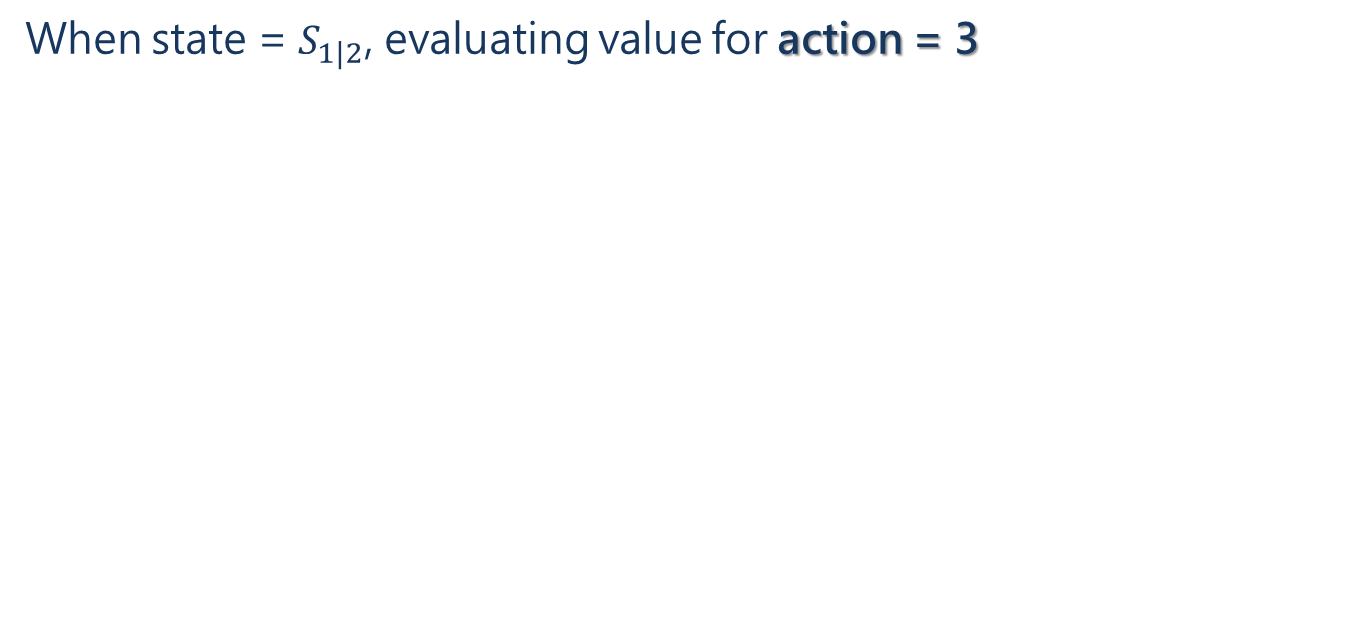 When state = S₁|₂, evaluating value for action = 3